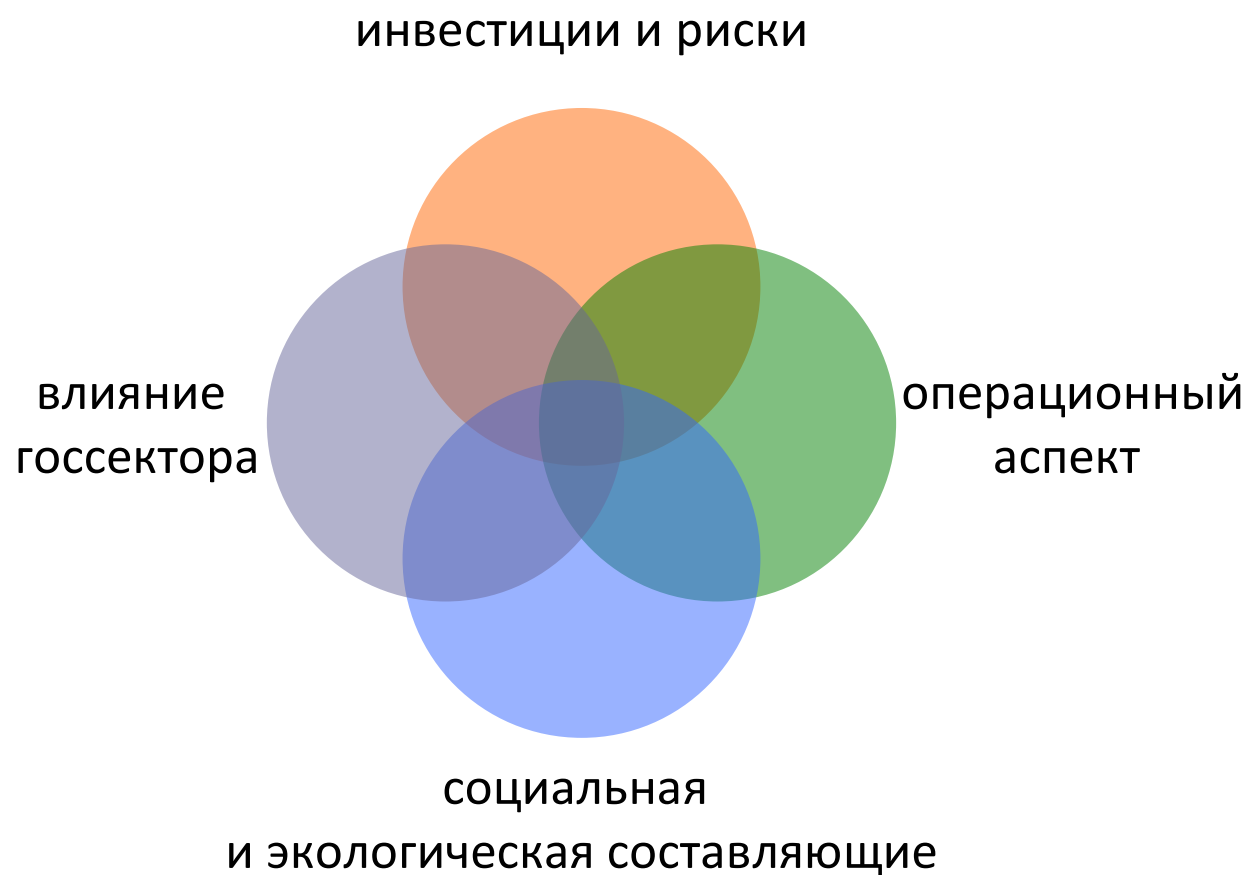 инвестиции и риски
влияние
госсектора
операционный
аспект
социальная
и экологическая составляющие